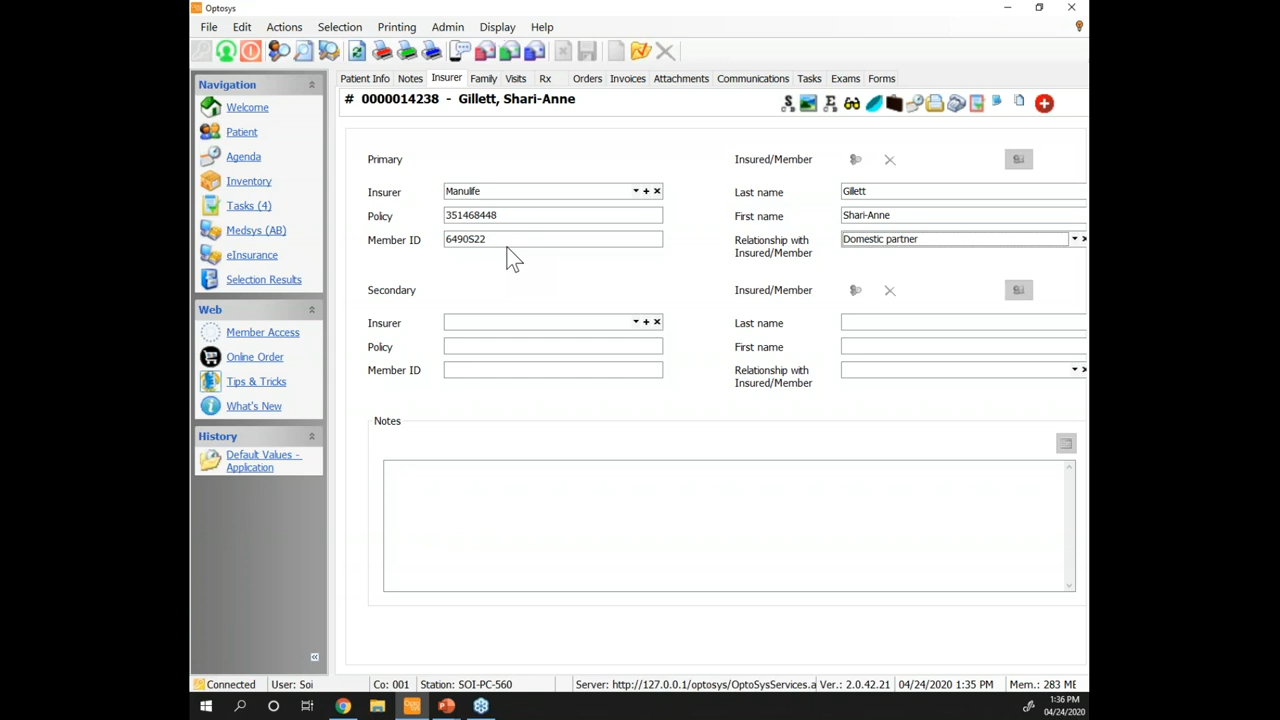 Optosys
File Edit Actions Selection Printing Admin Display Help
Navigation
Welcome
Patient
Agenda
Inventory
Tasks (4)
Medsys (AB)
eInsurance
Selection Results
Web
Member Access
Online Order
Tips & Tricks
What's New
History
Default Values -
Application
Patient Info Notes Insurer Family Visits Rx Orders Invoices Attachments Communications Tasks Exams Forms
# 0000014238 - Gillett, Shari-Anne
Primary Insured/Member
Insurer Manulife Last name Gillett
Policy 351468448 First name Shari-Anne
Member ID 6490S22 Relationship with Domestic partner
Insured/Member
Secondary Insured/Member
Insurer Last name
Policy First name
Member ID Relationship with
Insured/Member
Notes
Connected User: Soi Co: 001 Station: SOI-PC-560 Server: http://127.0.0.1/optosys/OptoSysServices.a Ver.: 2.0.42.21 04/24/2020 1:35 PM Mem.: 283 ME
1:36 PM
04/24/2020